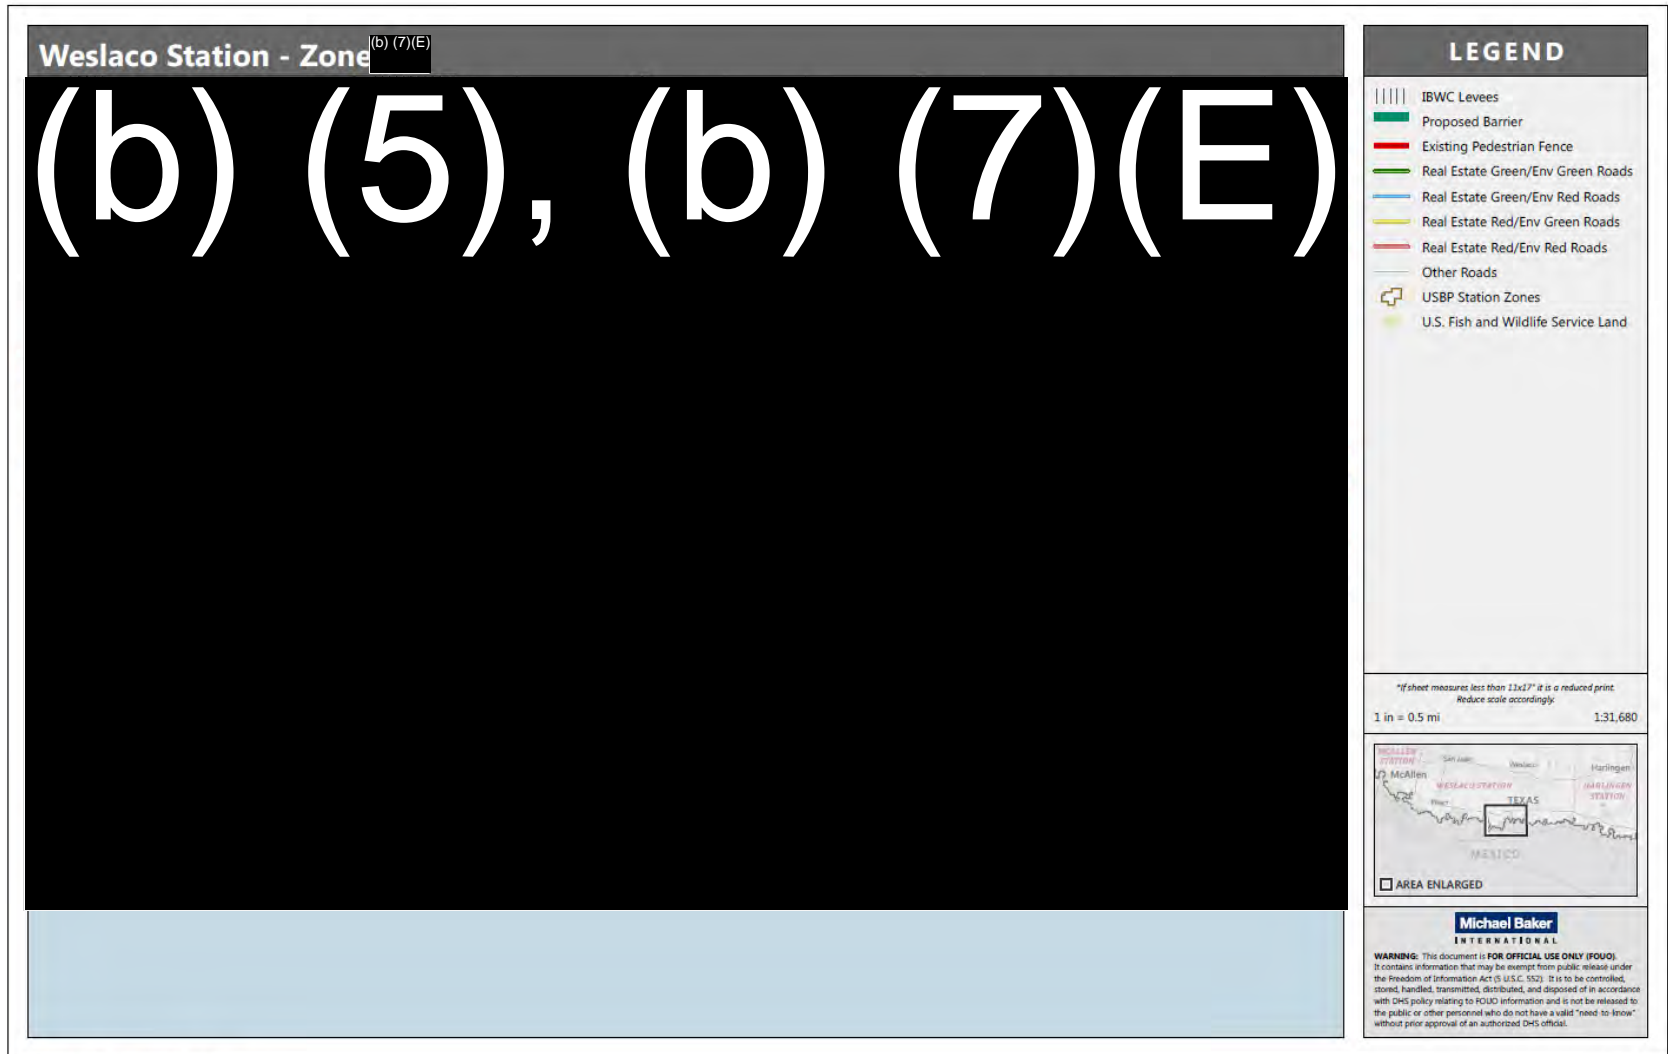 Weslaco Station - Zone
(b) (7)(E)
(b) (5), (b) (7)(E)
LEGEND
IBWC Levees
Proposed Barrier
Existing Pedestrian Fence
Real Estate Green/Env Green Roads
Real Estate Green/Env Red Roads
Real Estate Red/Env Green Roads
Real Estate Red/Env Red Roads
Other Roads
USBP Station Zones
U.S. Fish and Wildlife Service Land
*If sheet measures less than 11x17" it is a reduced print.
Reduce scale accordingly.
1 in = 0.5 mi
1:31,680
MCALLEN
STATION
San Juan
Weslaco
Harlingen
McAllen
WESLACO STATION
HARLINGEN
STATION
TEXAS
MEXICO
AREA ENLARGED
Michael Baker
INTERNATIONAL
WARNING: This document is FOR OFFICIAL USE ONLY (FOUO).
It contains information that may be exempt from public release under
the Freedom of Information Act (5 U.S.C. 552). It is to be controlled,
stored, handled, transmitted, distributed, and disposed of in accordance
with DHS policy relating to FOUO information and is not be released to
the public or other personnel who do not have a valid "need-to-know"
without prior approval of an authorized DHS official.